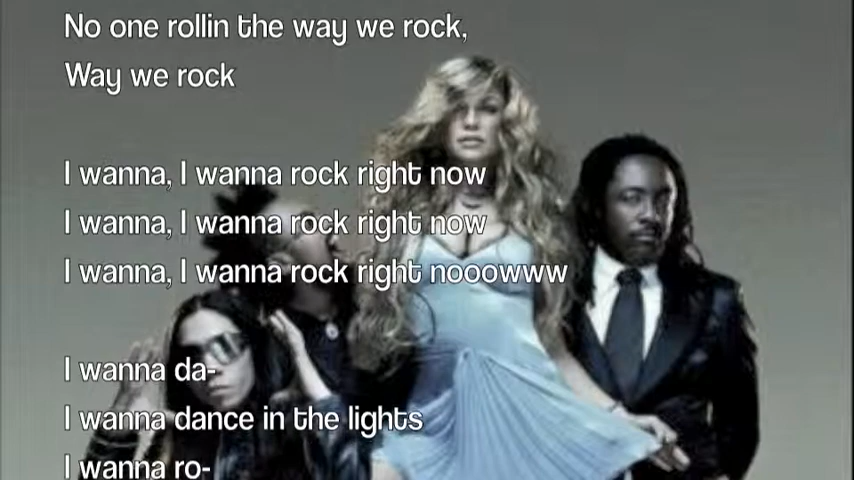 No one rollin the way we rock,
Way we rock
I wanna, I wanna rock right now
I wanna, I wanna rock right now
I wanna, I wanna rock right nooowww
I wanna da-
I wanna dance in the lights
I wanna ro-